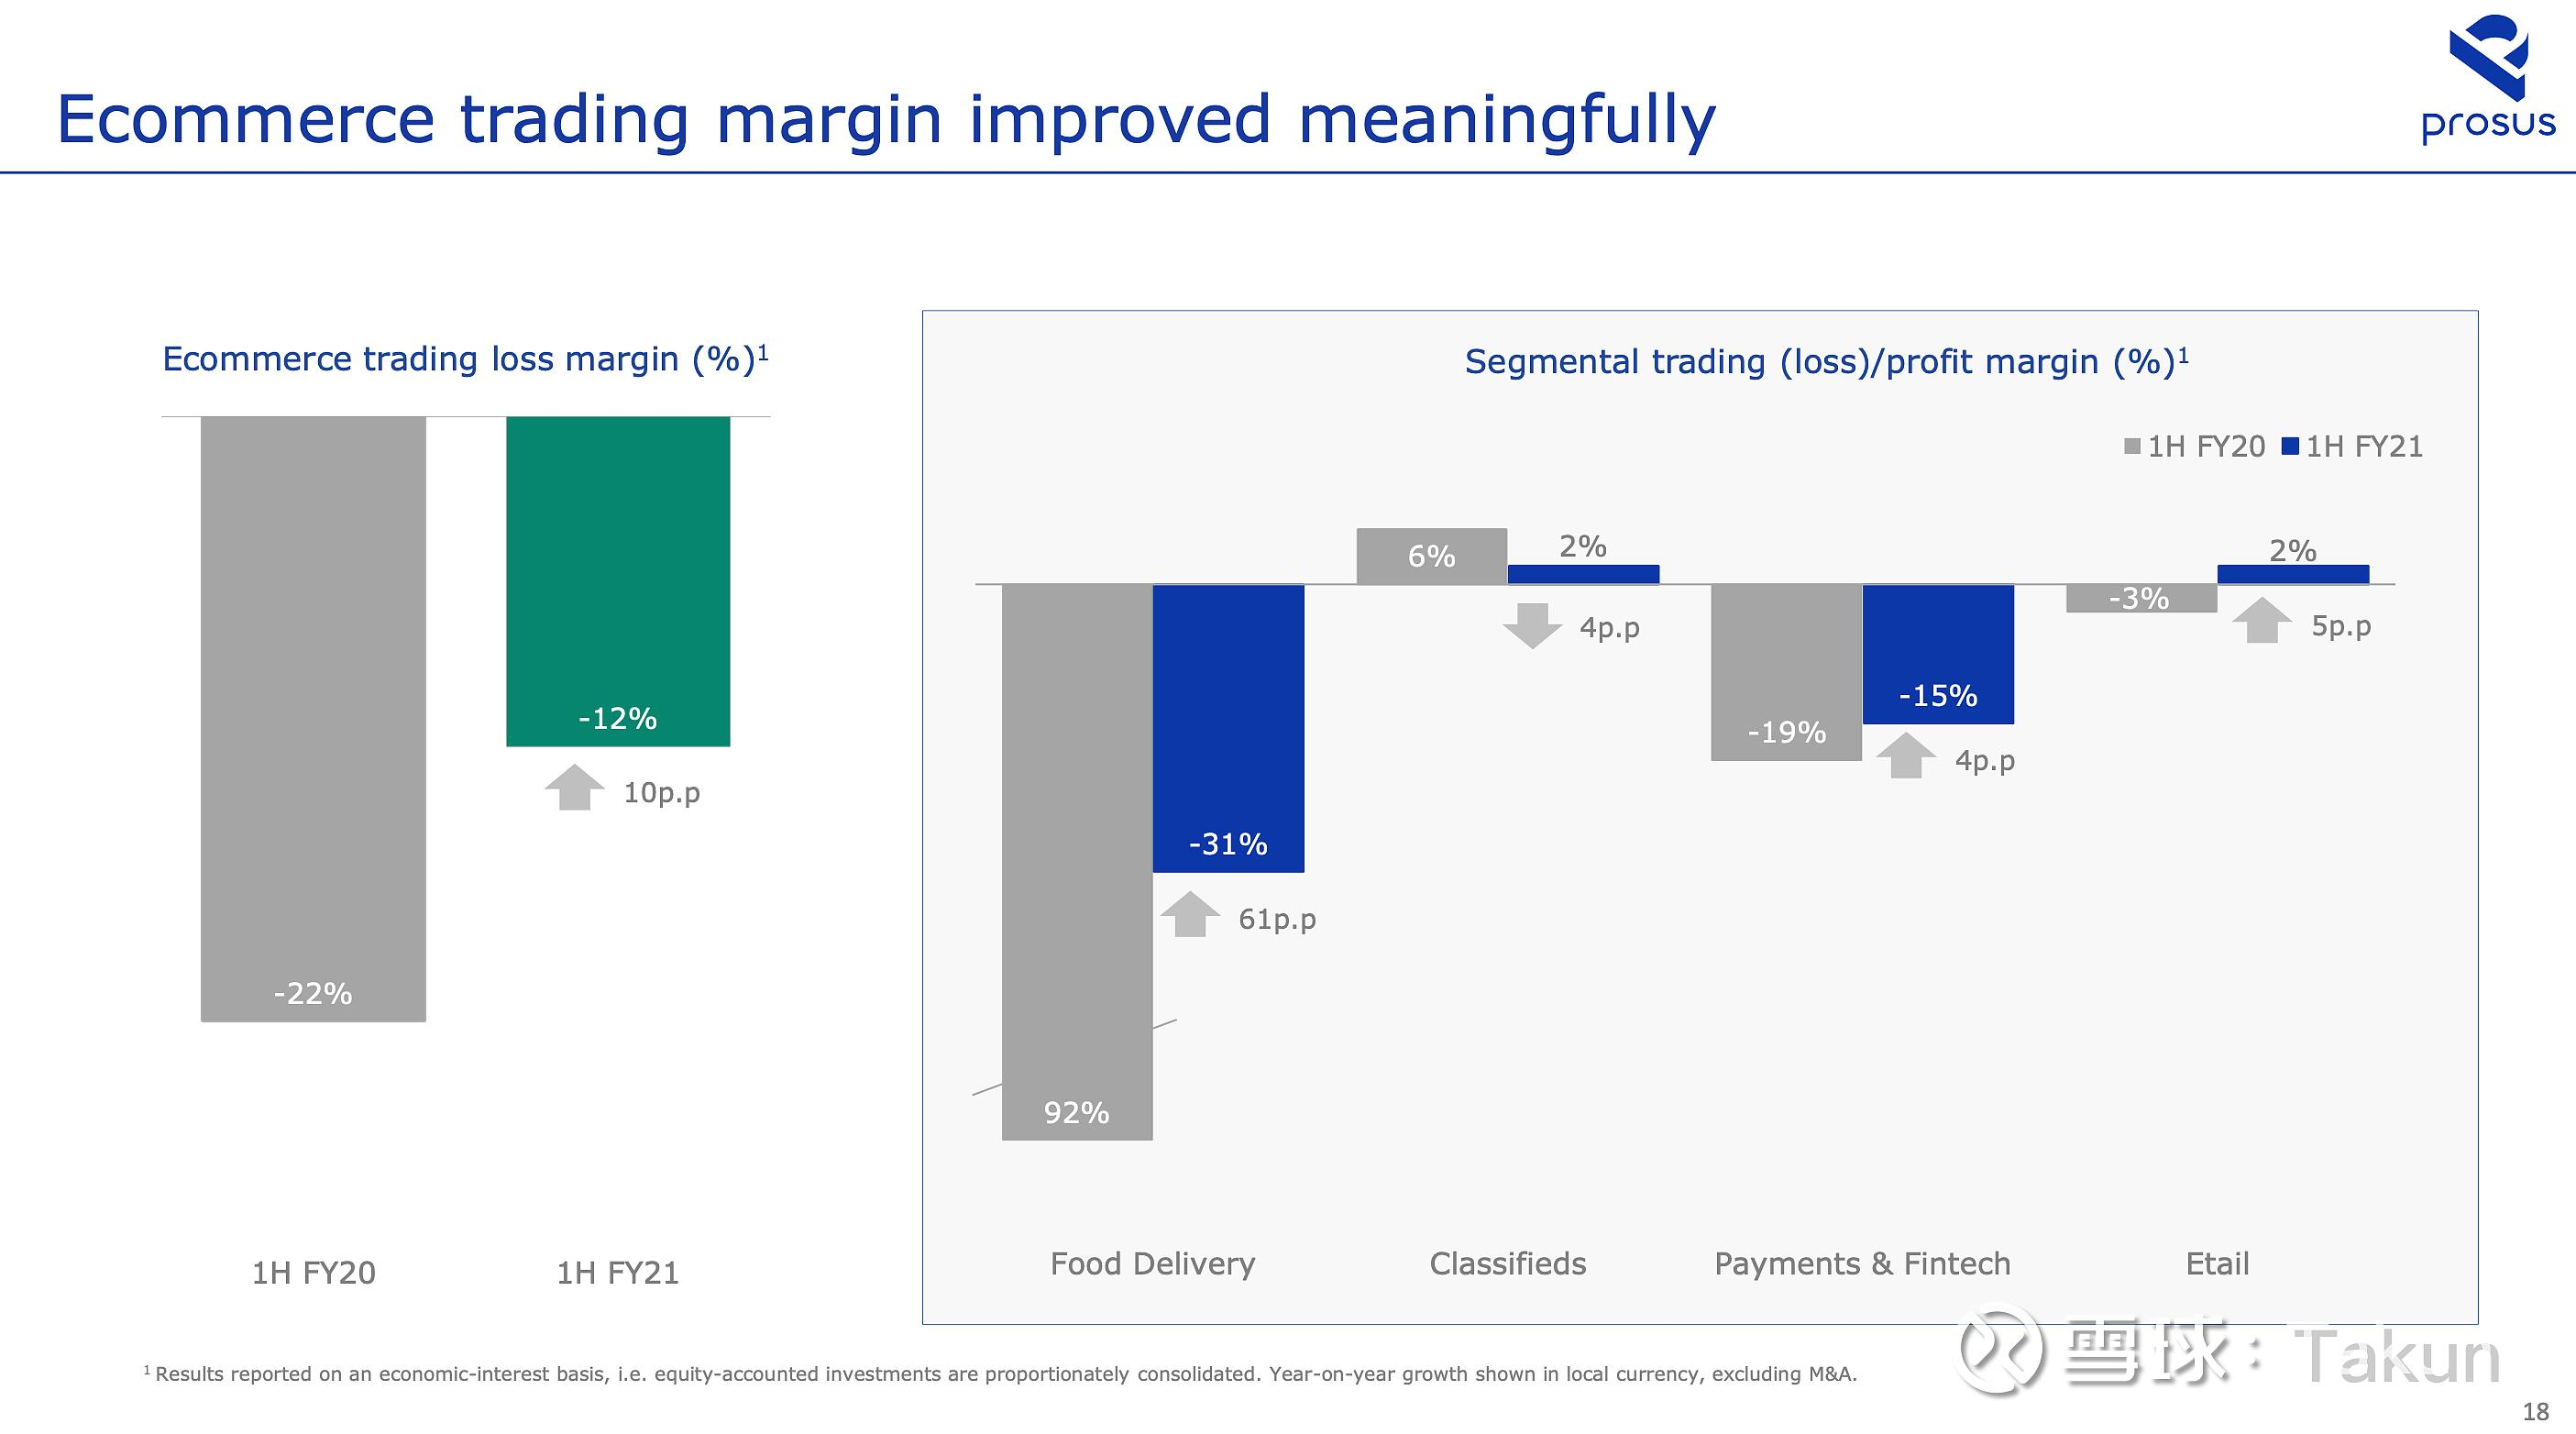 Ecommerce trading margin improved meaningfully
prosus
Ecommerce trading loss margin (%)¹
-22%
-12%
10p.p
1H FY20
1H FY21
Segmental trading (loss)/profit margin (%)¹
1H FY20
1H FY21
92%
-31%
61p.p
6%
2%
4p.p
-19%
-15%
4p.p
-3%
2%
5p.p
Food Delivery
Classifieds
Payments & Fintech
Etail
¹ Results reported on an economic-interest basis, i.e. equity-accounted investments are proportionately consolidated. Year-on-year growth shown in local currency, excluding M&A.
雪球：Takun
18